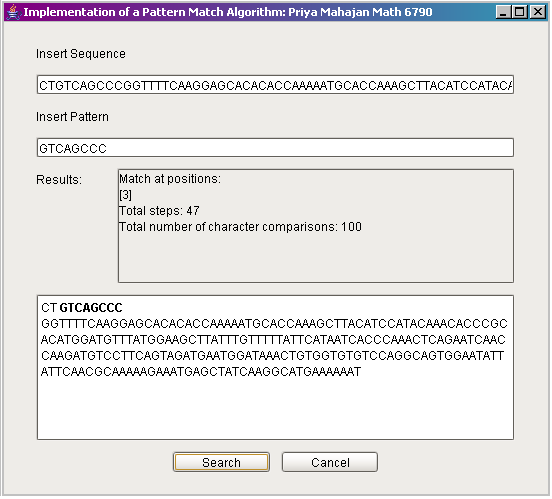 Implementation of a Pattern Match Algorithm: Priya Mahajan Math 6790
Insert Sequence
CTGTCAGCCCGGTTTTCAAGGAGCACACACCAAAAATGCACCAAAGCTTACATCCATACA
Insert Pattern
GTCAGCCC
Results:
Match at positions:
[3]
Total steps: 47
Total number of character comparisons: 100
CT GTCAGCCC
GGTTTTCAAGGAGCACACACCAAAAATGCACCAAAGCTTACATCCATACAAACACCCGC
ACATGGATGTTTATGGAAGCTTATTTGTTTTTATTCATAATCACCCAAACTCAGAATCAAC
CAAGATGTCCTTCAGTAGATGAATGGATAAACTGTGGTGTGTCCAGGCAGTGGAATATT
ATTCAACGCAAAAAGAAATGAGCTATCAAGGCATGAAAAAAT
Search
Cancel